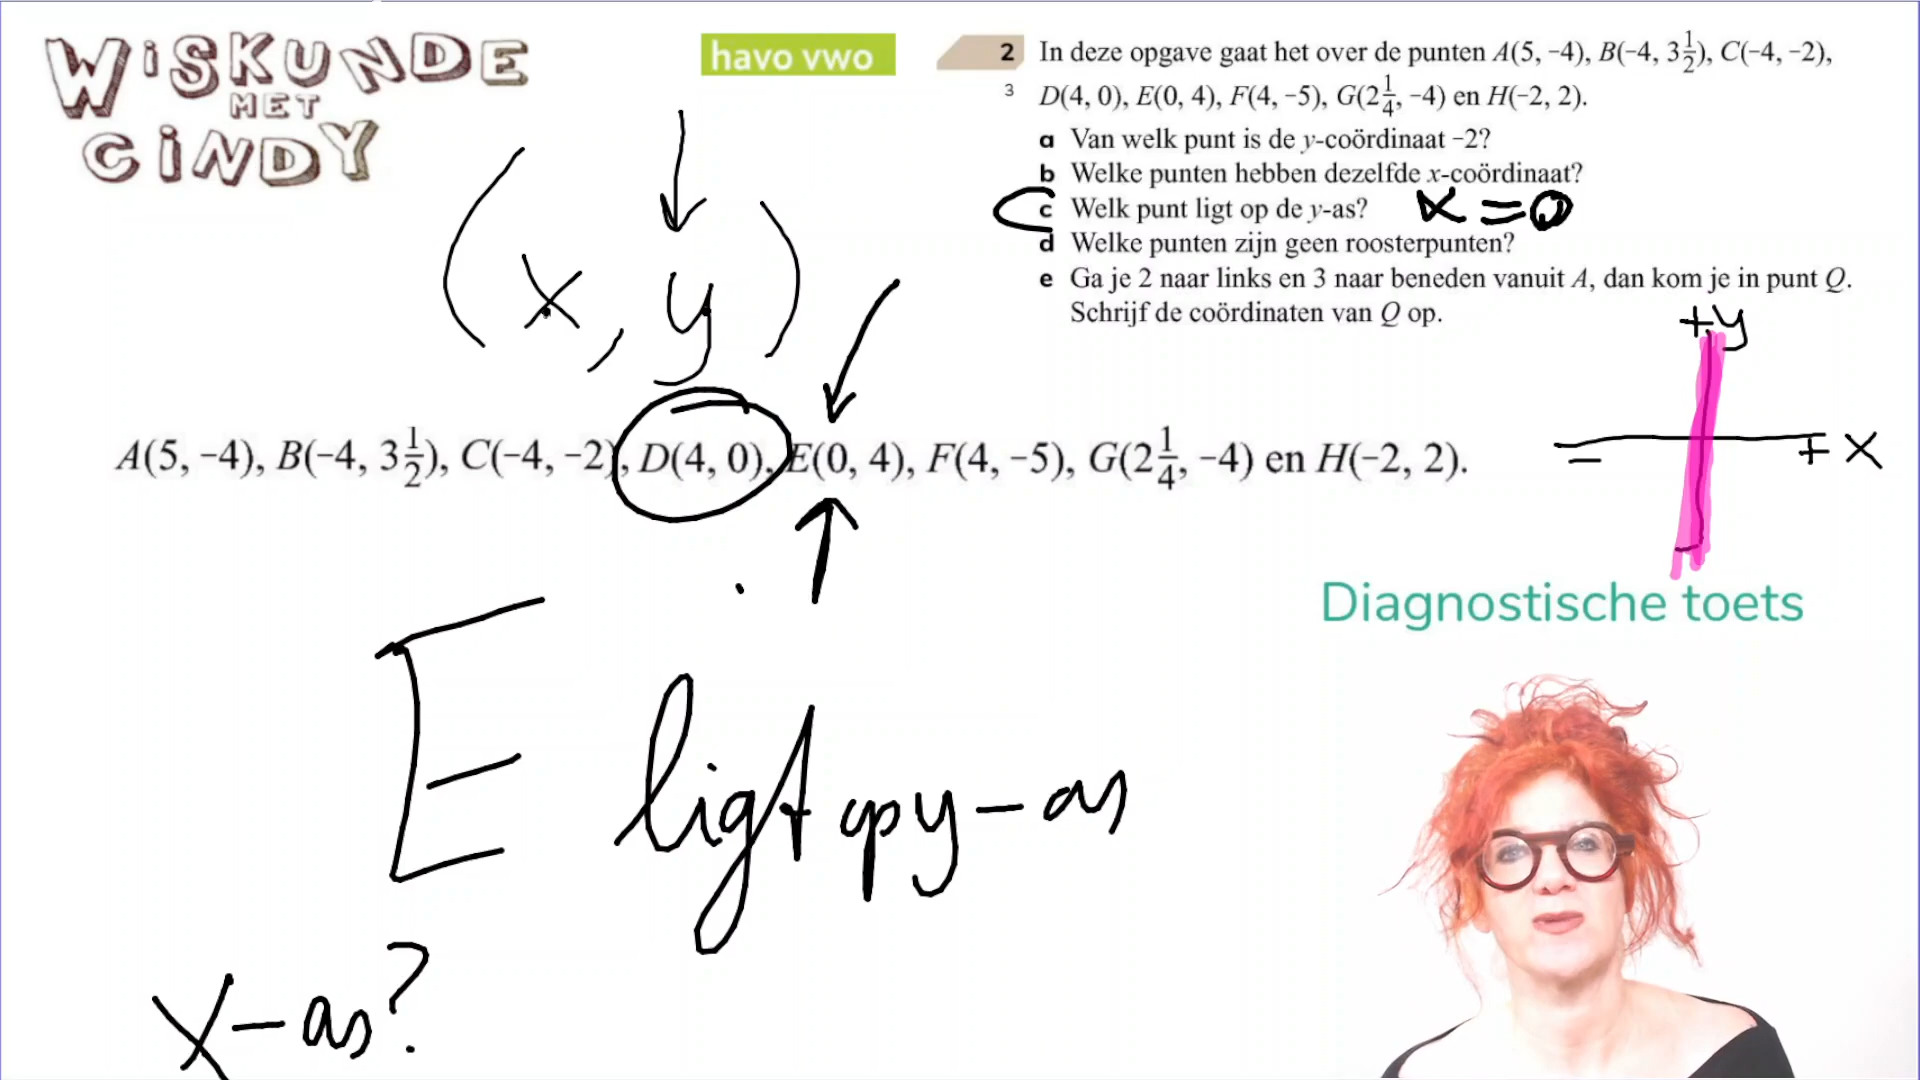 WiSKUNDE
MET
CiNDY
havo vwo
2 In deze opgave gaat het over de punten A(5, −4), B(−4, 3½), C(−4, −2),
3 D(4, 0), E(0, 4), F(4, −5), G(2¼, −4) en H(−2, 2).
a Van welk punt is de y-coördinaat −2?
b Welke punten hebben dezelfde x-coördinaat?
c Welk punt ligt op de y-as? x=0
d Welke punten zijn geen roosterpunten?
e Ga je 2 naar links en 3 naar beneden vanuit A, dan kom je in punt Q.
Schrijf de coördinaten van Q op.
(x, y)
+y
− + x
A(5, −4), B(−4, 3½), C(−4, −2), D(4, 0), E(0, 4), F(4, −5), G(2¼, −4) en H(−2, 2).
Diagnostische toets
E ligt op y-as
x-as?